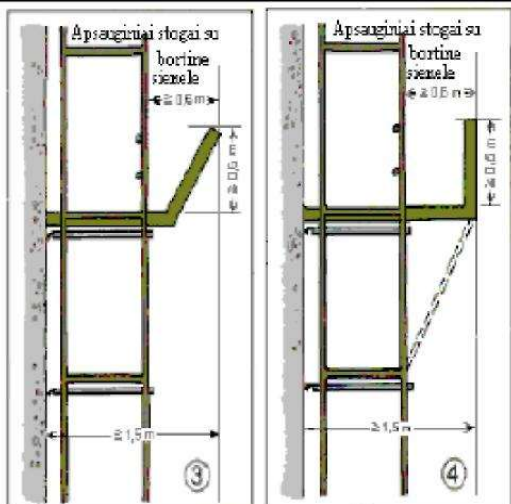 Apsauginiai stogai su
bortine
sienele
≥ 0,6 m
≥ 0,6 m
≥ 1,5 m
3
Apsauginiai stogai su
bortine
sienele
≥ 0,6 m
≥ 0,6 m
≥ 1,5 m
4